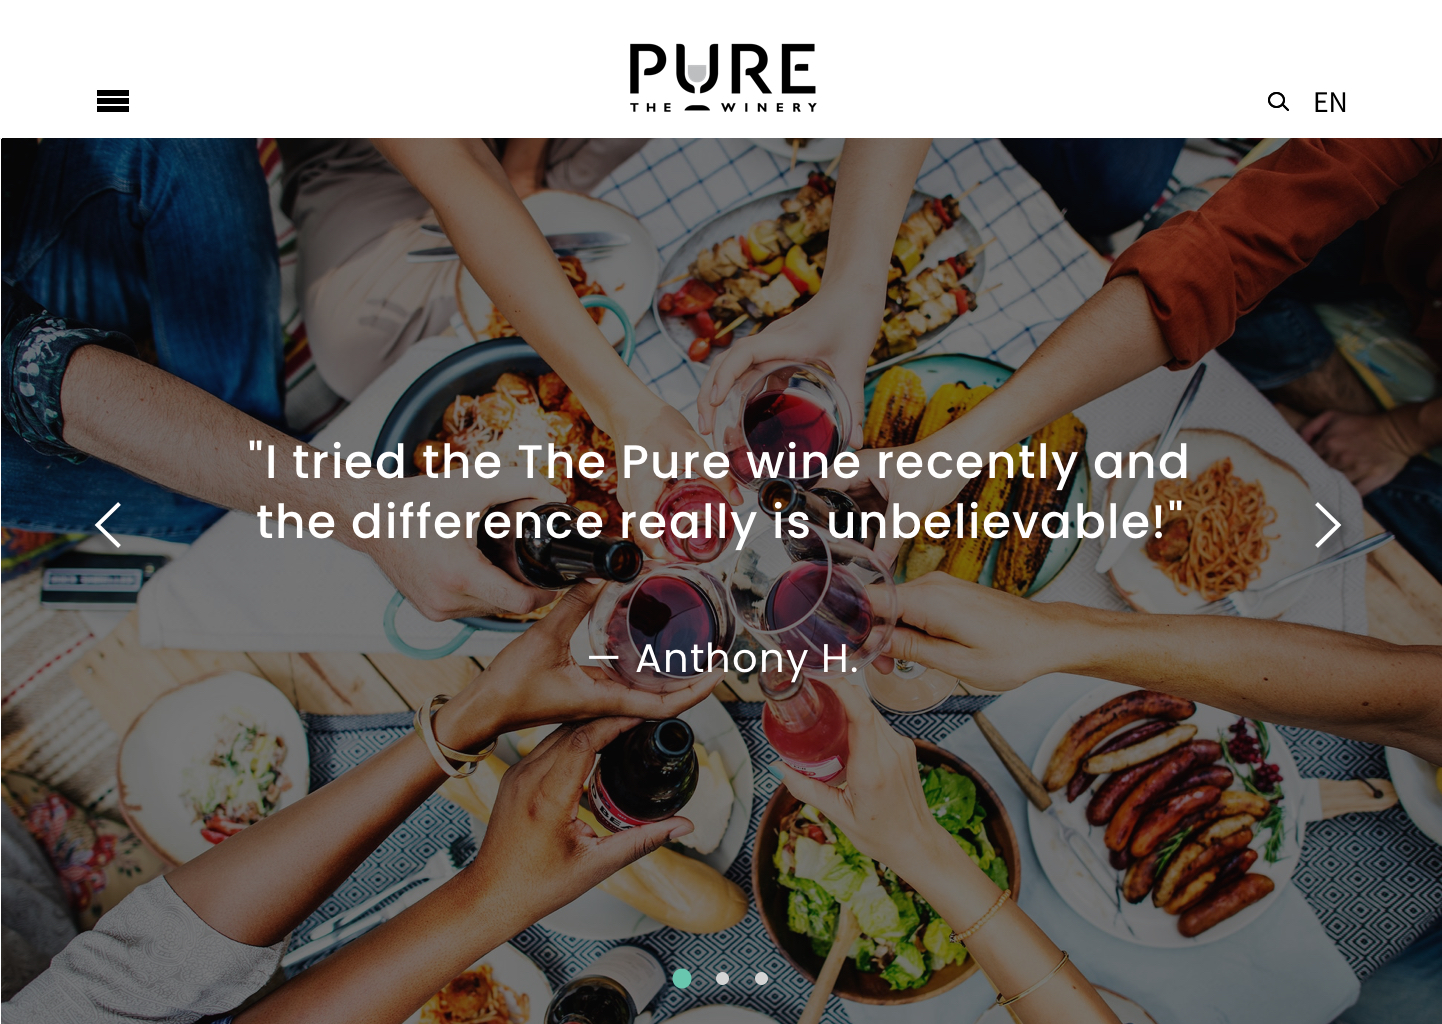 PURE
THE WINERY
EN
"I tried the The Pure wine recently and
the difference really is unbelievable!"
— Anthony H.